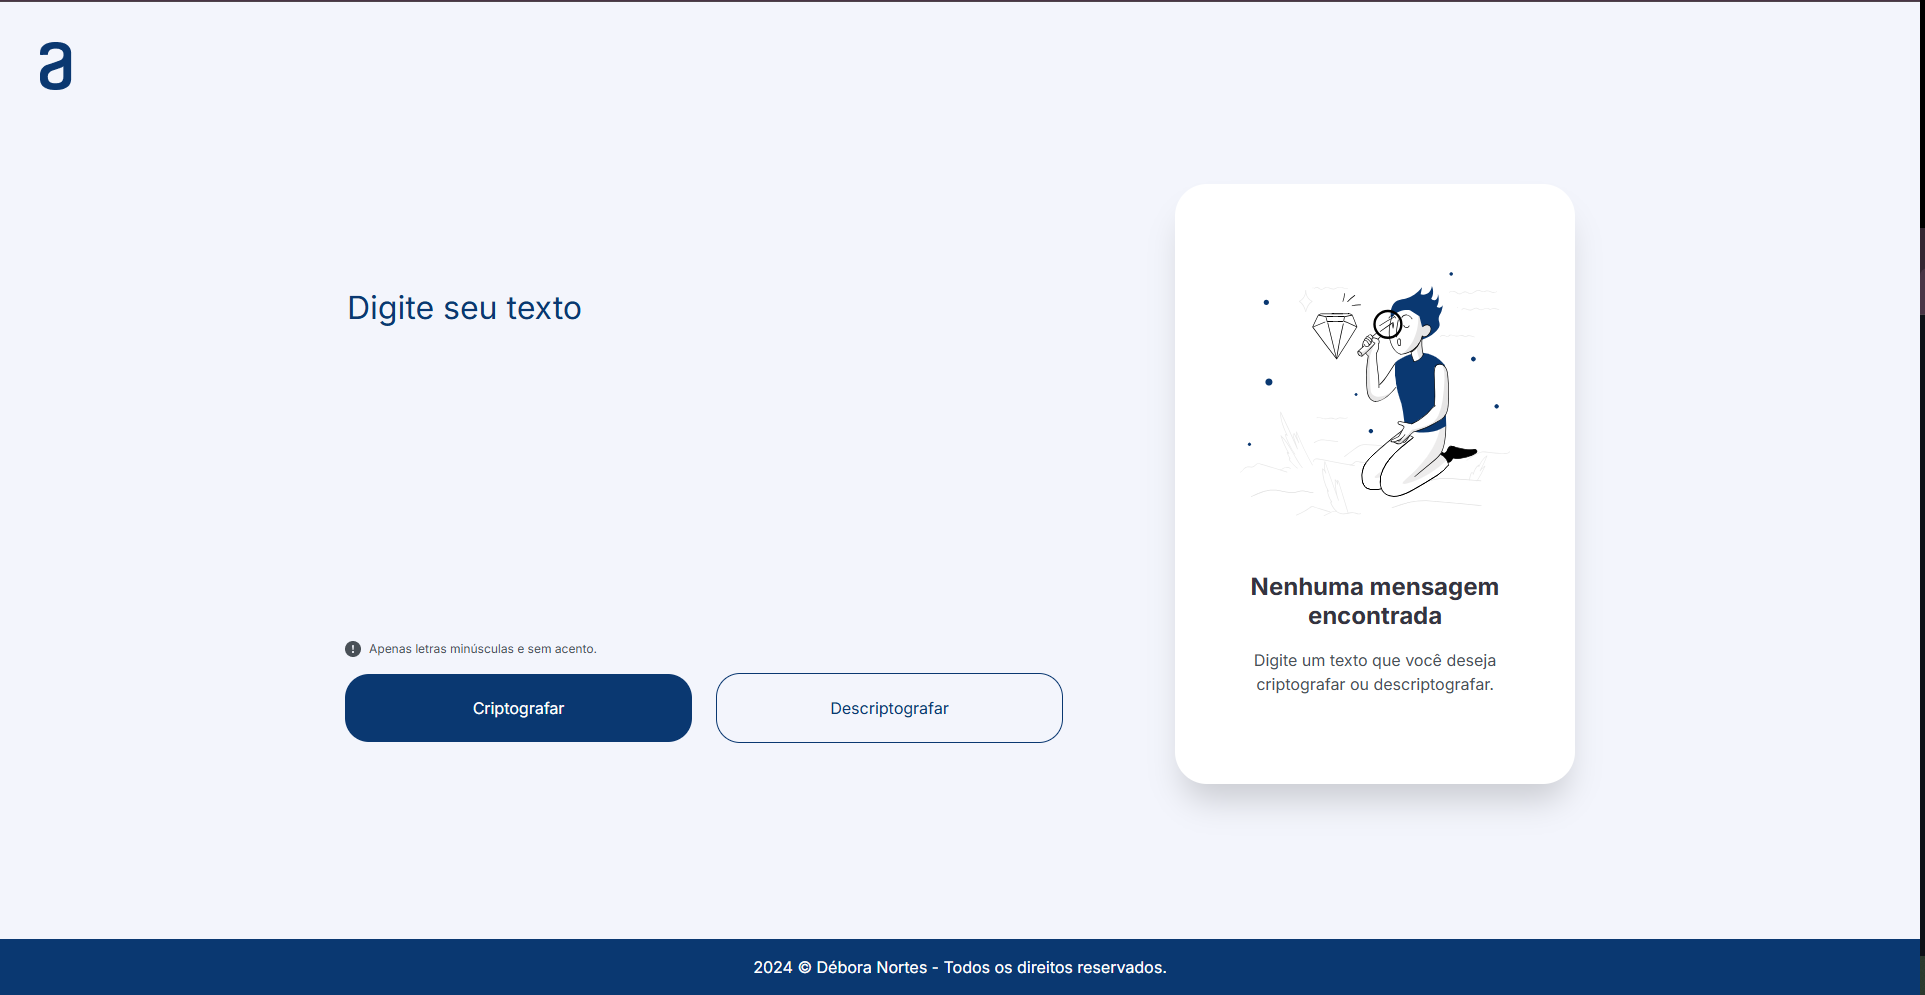 a
Digite seu texto
Apenas letras minúsculas e sem acento.
Criptografar
Descriptografar
Nenhuma mensagem
encontrada
Digite um texto que você deseja
criptografar ou descriptografar.
2024 © Débora Nortes - Todos os direitos reservados.